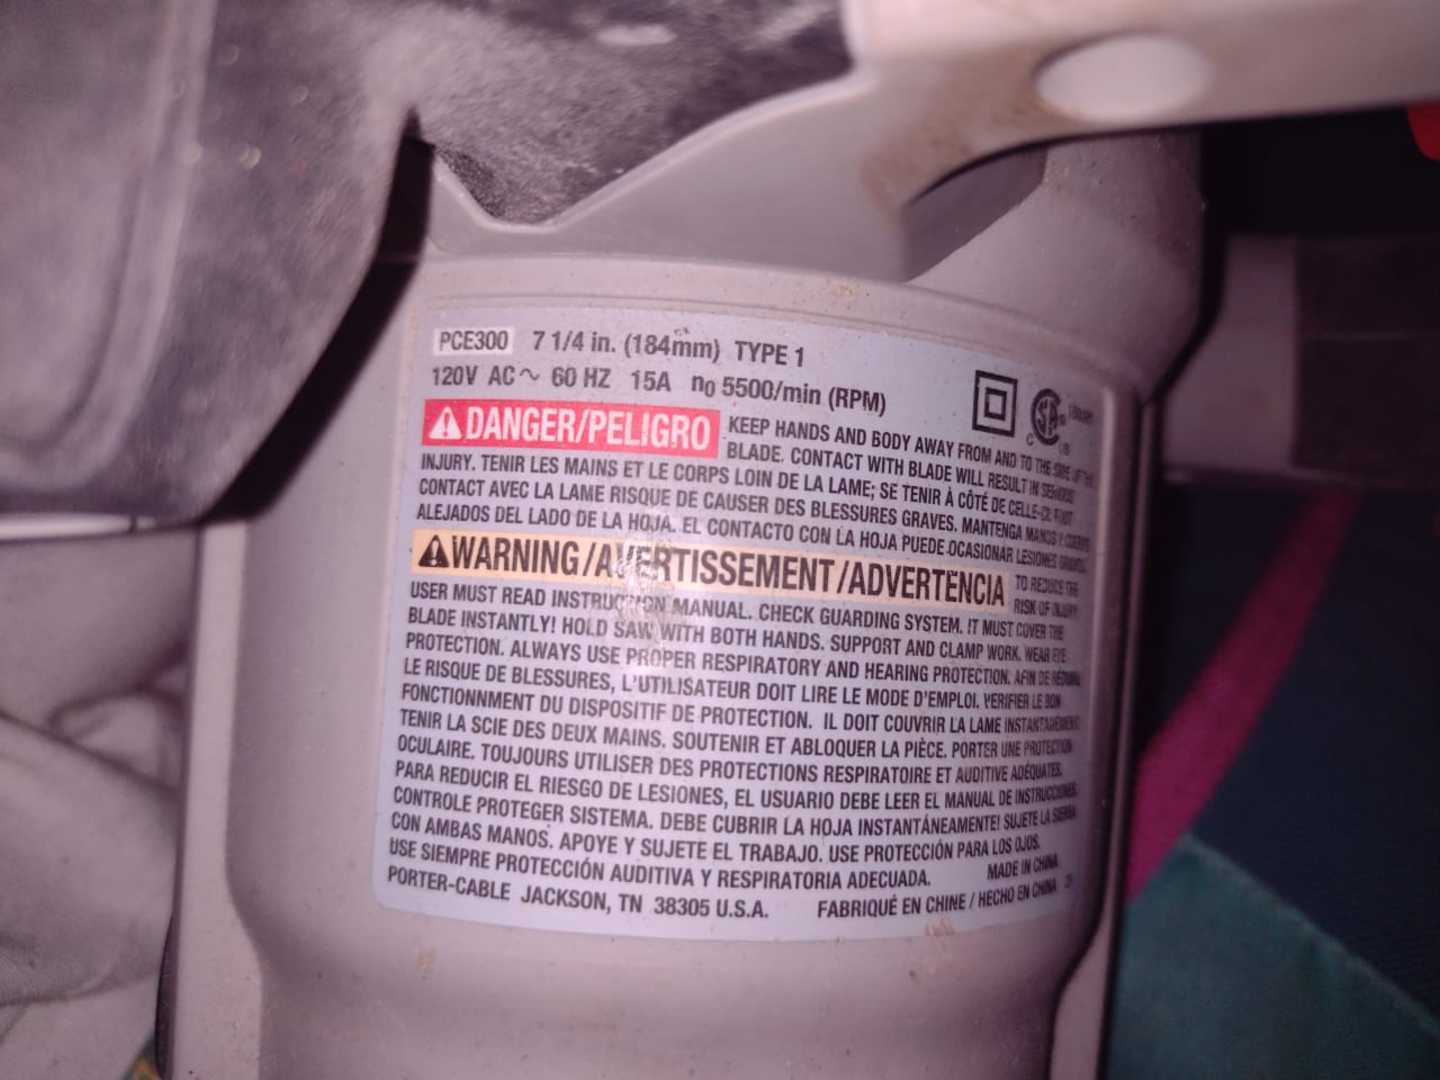 PCE300 7 1/4 in. (184mm) TYPE 1
120V AC~ 60 HZ 15A n0 5500/min (RPM)
DANGER/PELIGRO KEEP HANDS AND BODY AWAY FROM AND TO THE SIDE OF THE
BLADE. CONTACT WITH BLADE WILL RESULT IN SERIOUS
INJURY. TENIR LES MAINS ET LE CORPS LOIN DE LA LAME; SE TENIR À CÔTÉ DE CELLE-CI.
CONTACT AVEC LA LAME RISQUE DE CAUSER DES BLESSURES GRAVES. MANTENGA MANOS Y CUERPO
ALEJADOS DEL LADO DE LA HOJA. EL CONTACTO CON LA HOJA PUEDE OCASIONAR LESIONES
WARNING/AVERTISSEMENT/ADVERTENCIA TO REDUCE THE
RISK OF INJURY
USER MUST READ INSTRUCTION MANUAL. CHECK GUARDING SYSTEM. IT MUST COVER THE
BLADE INSTANTLY! HOLD SAW WITH BOTH HANDS. SUPPORT AND CLAMP WORK. WEAR EYE
PROTECTION. ALWAYS USE PROPER RESPIRATORY AND HEARING PROTECTION. AFIN DE RÉDUIRE
LE RISQUE DE BLESSURES, L'UTILISATEUR DOIT LIRE LE MODE D'EMPLOI. VERIFIER LE BON
FONCTIONNMENT DU DISPOSITIF DE PROTECTION. IL DOIT COUVRIR LA LAME INSTANTANÉMENT.
TENIR LA SCIE DES DEUX MAINS. SOUTENIR ET ABLOQUER LA PIÈCE. PORTER UNE PROTECTION
OCULAIRE. TOUJOURS UTILISER DES PROTECTIONS RESPIRATOIRE ET AUDITIVE ADÉQUATES.
PARA REDUCIR EL RIESGO DE LESIONES, EL USUARIO DEBE LEER EL MANUAL DE INSTRUCCIONES.
CONTROLE PROTEGER SISTEMA. DEBE CUBRIR LA HOJA INSTANTÁNEAMENTE! SUJETE LA SIERRA
CON AMBAS MANOS. APOYE Y SUJETE EL TRABAJO. USE PROTECCIÓN PARA LOS OJOS.
USE SIEMPRE PROTECCIÓN AUDITIVA Y RESPIRATORIA ADECUADA. MADE IN CHINA
PORTER-CABLE JACKSON, TN 38305 U.S.A. FABRIQUÉ EN CHINE / HECHO EN CHINA